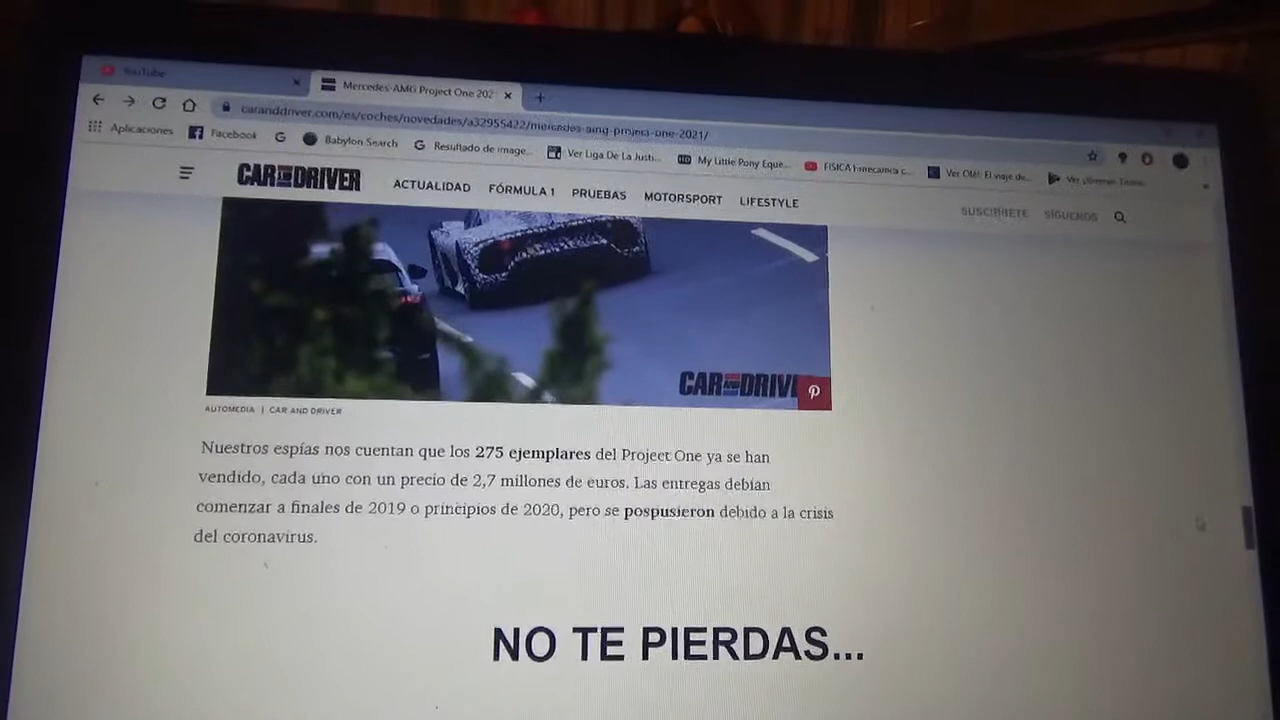 YouTube
Mercedes-AMG Project One 202
caranddriver.com/es/coches/novedades/a32955422/mercedes-amg-project-one-2021/
Aplicaciones Facebook Babylon Search Resultado de image... Ver Liga De La Justi... My Little Pony Eque... FISICA Ver
CAR AND DRIVER ACTUALIDAD FÓRMULA 1 PRUEBAS MOTORSPORT LIFESTYLE SUSCRÍBETE SÍGUENOS
CAR AND DRIV
AUTOMEDIA | CAR AND DRIVER
Nuestros espías nos cuentan que los 275 ejemplares del Project One ya se han
vendido, cada uno con un precio de 2,7 millones de euros. Las entregas debían
comenzar a finales de 2019 o principios de 2020, pero se pospusieron debido a la crisis
del coronavirus.
NO TE PIERDAS...